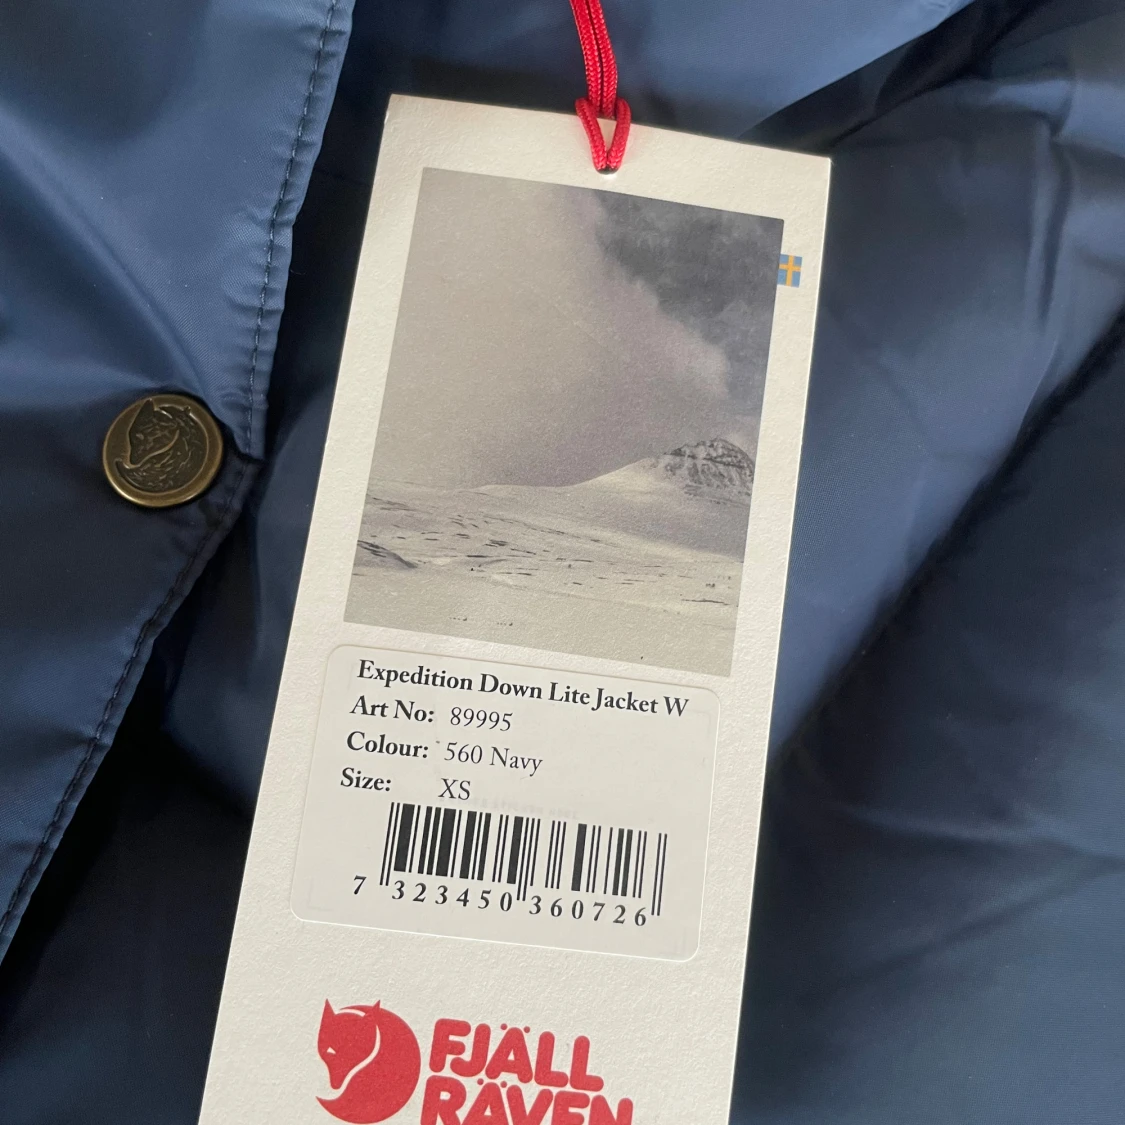 Expedition Down Lite Jacket W
Art No: 89995
Colour: 560 Navy
Size: XS
7 323450 360726
FJÄLL
RÄVEN